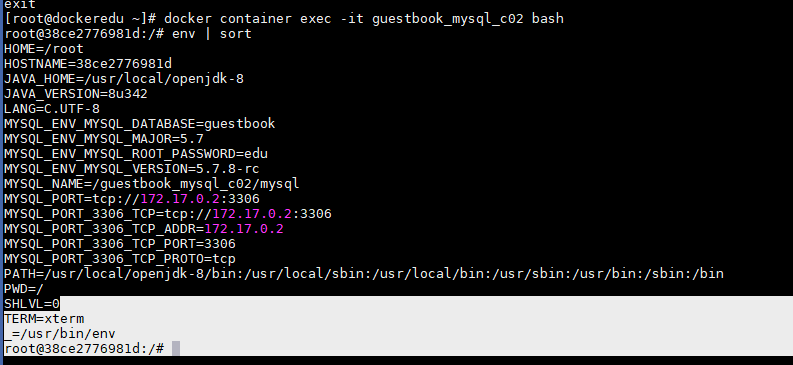 exit
[root@dockeredu ~]# docker container exec -it guestbook_mysql_c02 bash
root@38ce2776981d:/# env | sort
HOME=/root
HOSTNAME=38ce2776981d
JAVA_HOME=/usr/local/openjdk-8
JAVA_VERSION=8u342
LANG=C.UTF-8
MYSQL_ENV_MYSQL_DATABASE=guestbook
MYSQL_ENV_MYSQL_MAJOR=5.7
MYSQL_ENV_MYSQL_ROOT_PASSWORD=edu
MYSQL_ENV_MYSQL_VERSION=5.7.8-rc
MYSQL_NAME=/guestbook_mysql_c02/mysql
MYSQL_PORT=tcp://172.17.0.2:3306
MYSQL_PORT_3306_TCP=tcp://172.17.0.2:3306
MYSQL_PORT_3306_TCP_ADDR=172.17.0.2
MYSQL_PORT_3306_TCP_PORT=3306
MYSQL_PORT_3306_TCP_PROTO=tcp
PATH=/usr/local/openjdk-8/bin:/usr/local/sbin:/usr/local/bin:/usr/sbin:/usr/bin:/sbin:/bin
PWD=/
SHLVL=0
TERM=xterm
_=/usr/bin/env
root@38ce2776981d:/#